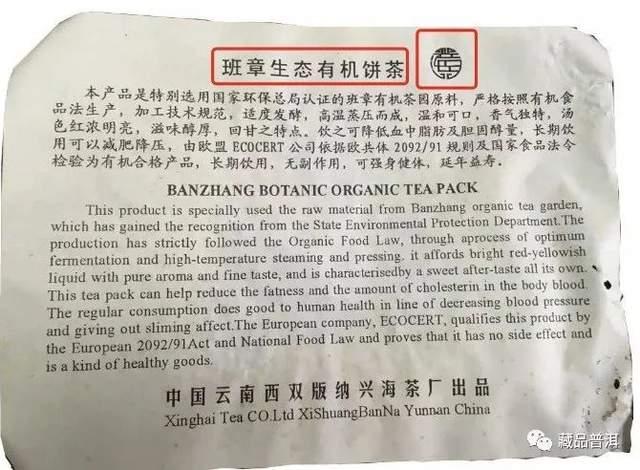 班章生态有机饼茶
本产品是特别选用国家环保总局认证的班章有机茶园原料，严格按照有机食
品法生产，加工技术规范，适度发酵，高温蒸压而成，温和可口，香气独特，汤
色红浓明亮，滋味醇厚，回甘之特点。饮之可降低血中脂肪及胆固醇量，长期饮
用可以减肥降压，由欧盟 ECOCERT 公司依据欧共体 2092/91 规则及国家食品法令
检验为有机合格产品，长期饮用，无副作用，可强身健体，延年益寿。
BANZHANG BOTANIC ORGANIC TEA PACK
This product is specially used the raw material from Banzhang organic tea garden,
which has gained the recognition from the State Environmental Protection Department.The
production has strictly followed the Organic Food Law, through aprocess of optimum
fermentation and high-temperature steaming and pressing. it affords bright red-yellowish
liquid with pure aroma and fine taste, and is characterisedby a sweet after-taste all its own.
This tea pack can help reduce the fatness and the amount of cholesterin in the body blood.
The regular consumption does good to human health in line of decreasing blood pressure
and giving out sliming affect.The European company, ECOCERT, qualifies this product by
the European 2092/91Act and National Food Law and proves that it has no side effect and
is a kind of healthy goods.
中国云南西双版纳兴海茶厂出品
Xinghai Tea CO.Ltd XiShuangBanNa Yunnan China
藏品普洱